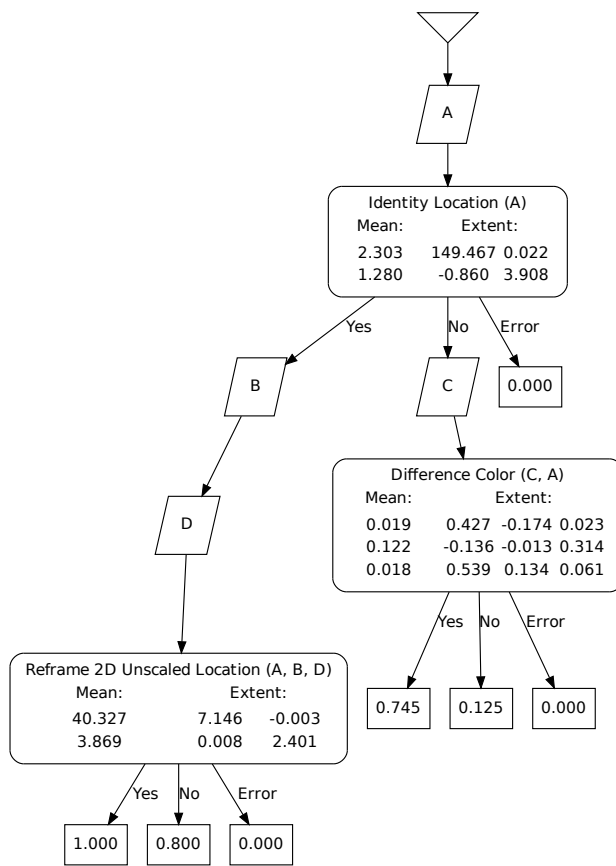 A
Identity Location (A)
Mean: Extent:
2.303 149.467 0.022
1.280 -0.860 3.908
Yes No Error
B C 0.000
Difference Color (C, A)
Mean: Extent:
0.019 0.427 -0.174 0.023
0.122 -0.136 -0.013 0.314
0.018 0.539 0.134 0.061
D
Yes No Error
0.745 0.125 0.000
Reframe 2D Unscaled Location (A, B, D)
Mean: Extent:
40.327 7.146 -0.003
3.869 0.008 2.401
Yes No Error
1.000 0.800 0.000